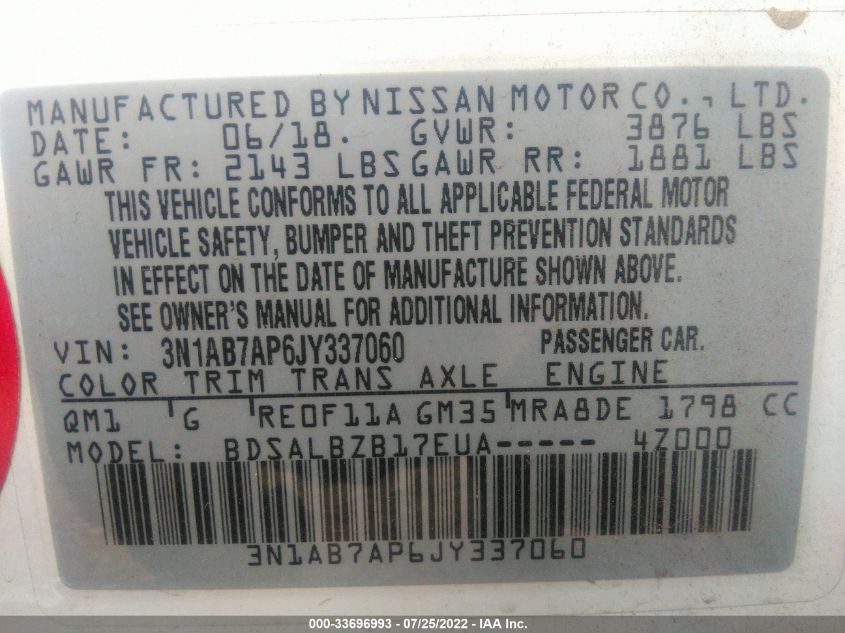 MANUFACTURED BY NISSAN MOTOR CO., LTD.
DATE: 06/18. GVWR: 3876 LBS
GAWR FR: 2143 LBS GAWR RR: 1881 LBS
THIS VEHICLE CONFORMS TO ALL APPLICABLE FEDERAL MOTOR
VEHICLE SAFETY, BUMPER AND THEFT PREVENTION STANDARDS
IN EFFECT ON THE DATE OF MANUFACTURE SHOWN ABOVE.
SEE OWNER'S MANUAL FOR ADDITIONAL INFORMATION.
VIN: 3N1AB7AP6JY337060 PASSENGER CAR.
COLOR TRIM TRANS AXLE ENGINE
QM1 G RE0F11A GM35 MRA8DE 1798 CC
MODEL: BDSALBZB17EUA----- 4Z000
3N1AB7AP6JY337060
000-33696993 - 07/25/2022 - IAA Inc.